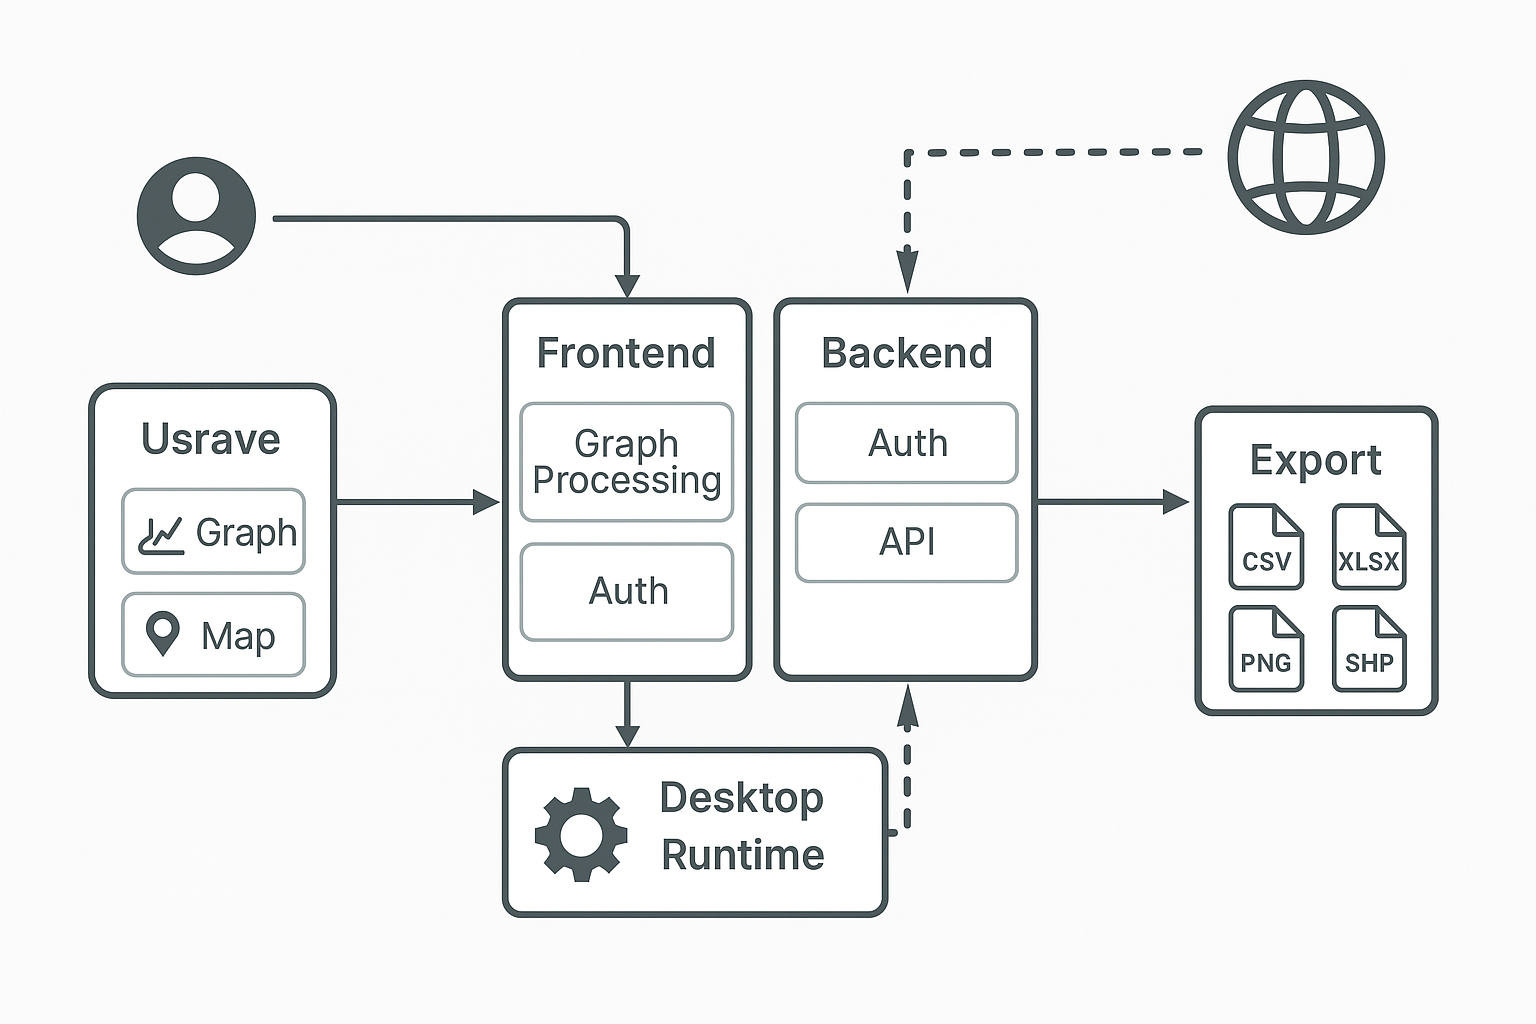 Usrave
Graph
Map
Frontend
Graph
Processing
Auth
Backend
Auth
API
Desktop
Runtime
Export
CSV
XLSX
PNG
SHP